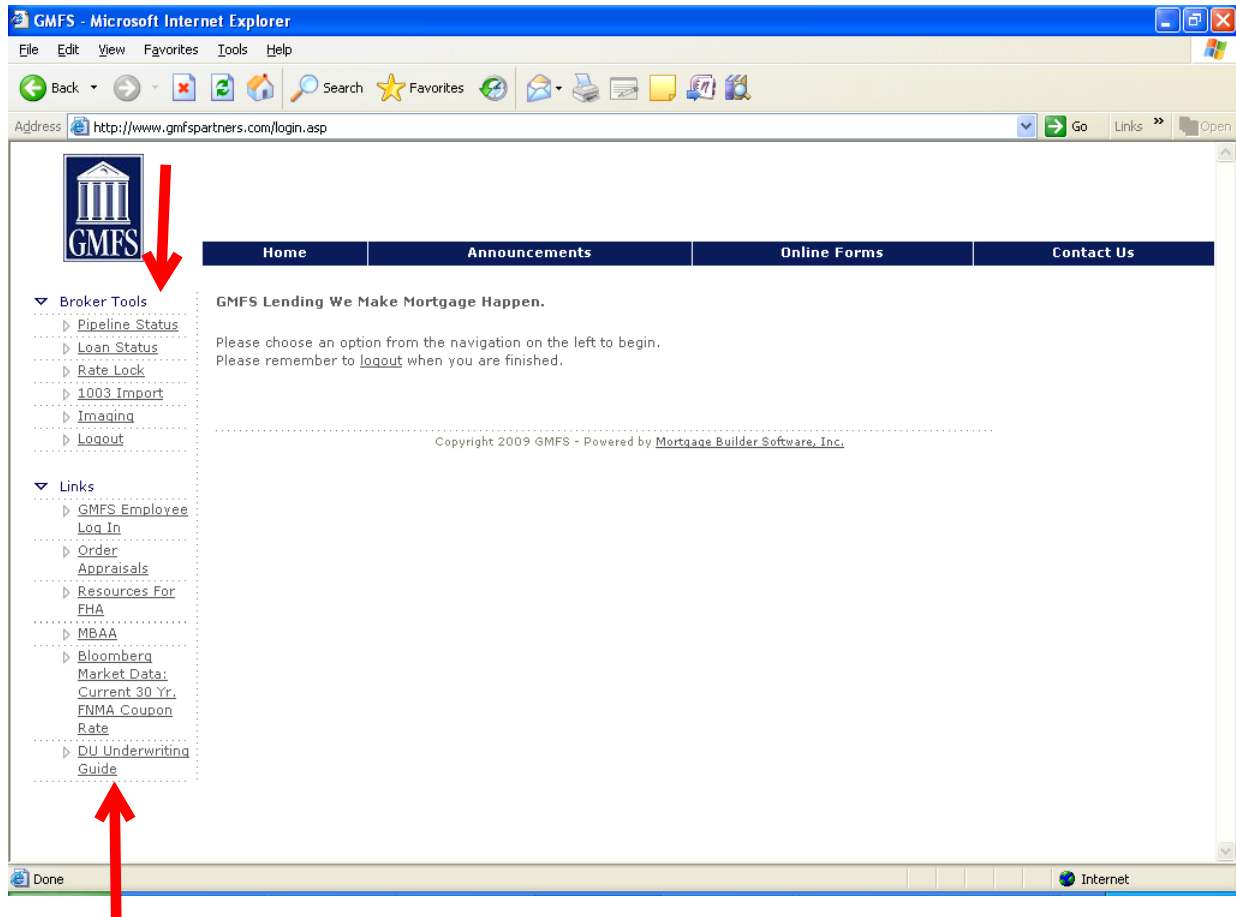 GMFS - Microsoft Internet Explorer
File Edit View Favorites Tools Help
Back Search Favorites
Address http://www.gmfspartners.com/login.asp Go Links » Open
GMFS
Home Announcements Online Forms Contact Us
Broker Tools
Pipeline Status
Loan Status
Rate Lock
1003 Import
Imaging
Logout
GMFS Lending We Make Mortgage Happen.
Please choose an option from the navigation on the left to begin.
Please remember to logout when you are finished.
Copyright 2009 GMFS - Powered by Mortgage Builder Software, Inc.
Links
GMFS Employee
Log In
Order
Appraisals
Resources For
FHA
MBAA
Bloomberg
Market Data:
Current 30 Yr.
FNMA Coupon
Rate
DU Underwriting
Guide
Done Internet